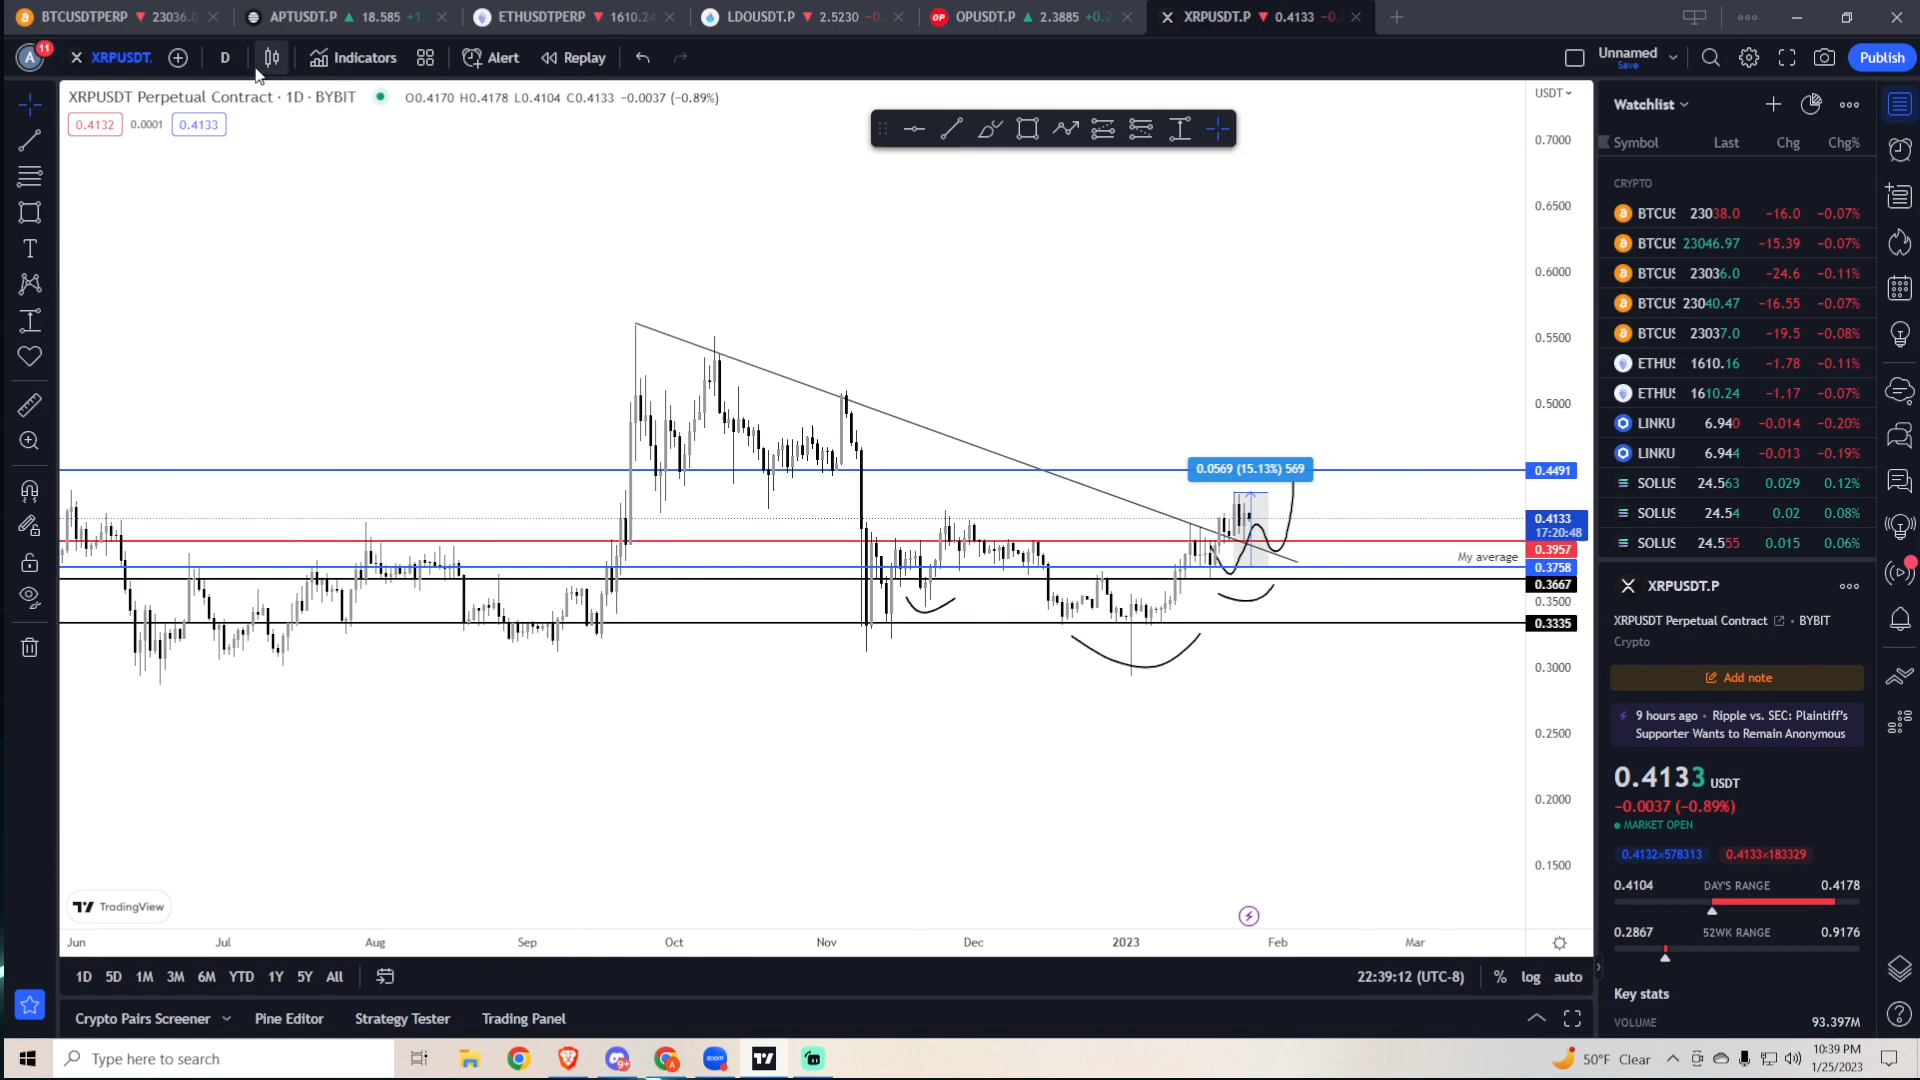 BTCUSDTPERP ▼ 23036.0
APTUSDT.P ▲ 18.585 +1.
ETHUSDTPERP ▼ 1610.24
LDOUSDT.P ▼ 2.5230 −0.
OP OPUSDT.P ▲ 2.3885 +0.2
XRPUSDT.P ▼ 0.4133 −0.
A 11 XRPUSDT. D Indicators Alert Replay Unnamed Save Publish
XRPUSDT Perpetual Contract · 1D · BYBIT O0.4170 H0.4178 L0.4104 C0.4133 −0.0037 (−0.89%)
0.4132 0.0001 0.4133
USDT
0.7000
0.6500
0.6000
0.5500
0.5000
0.0569 (15.13%) 569
0.4491
0.4133
17:20:48
0.3957
My average
0.3758
0.3667
0.3500
0.3335
0.3000
0.2500
0.2000
0.1500
TradingView
Jun Jul Aug Sep Oct Nov Dec 2023 Feb Mar
1D 5D 1M 3M 6M YTD 1Y 5Y All 22:39:12 (UTC-8) % log auto
Crypto Pairs Screener Pine Editor Strategy Tester Trading Panel
Watchlist
Symbol Last Chg Chg%
CRYPTO
BTCUS 23038.0 −16.0 −0.07%
BTCUS 23046.97 −15.39 −0.07%
BTCUS 23036.0 −24.6 −0.11%
BTCUS 23040.47 −16.55 −0.07%
BTCUS 23037.0 −19.5 −0.08%
ETHUS 1610.16 −1.78 −0.11%
ETHUS 1610.24 −1.17 −0.07%
LINKU 6.940 −0.014 −0.20%
LINKU 6.944 −0.013 −0.19%
SOLUS 24.563 0.029 0.12%
SOLUS 24.54 0.02 0.08%
SOLUS 24.555 0.015 0.06%
XRPUSDT.P
XRPUSDT Perpetual Contract • BYBIT
Crypto
Add note
9 hours ago • Ripple vs. SEC: Plaintiff's
Supporter Wants to Remain Anonymous
0.4133 USDT
−0.0037 (−0.89%)
MARKET OPEN
0.4132×578313 0.4133×183329
0.4104 DAY'S RANGE 0.4178
0.2867 52WK RANGE 0.9176
Key stats
VOLUME 93.397M
Type here to search
zoom
9+
A
50°F Clear
10:39 PM
1/25/2023